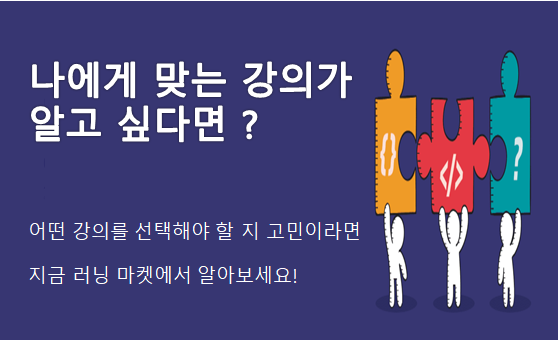 나에게 맞는 강의가
알고 싶다면 ?
어떤 강의를 선택해야 할 지 고민이라면
지금 러닝 마켓에서 알아보세요!
{}
</>
?